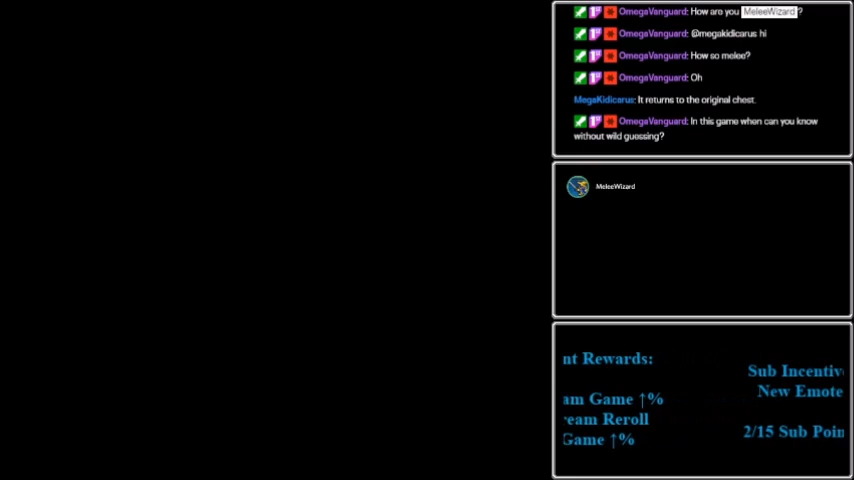 OmegaVanguard: How are you MeleeWizard ?
OmegaVanguard: @megakidicarus hi
OmegaVanguard: How so melee?
OmegaVanguard: Oh
MegaKidicarus: It returns to the original chest.
OmegaVanguard: In this game when can you know
without wild guessing?
MeleeWizard
nt Rewards:
am Game ↑%
ream Reroll
Game ↑%
Sub Incentive
New Emote
2/15 Sub Poin